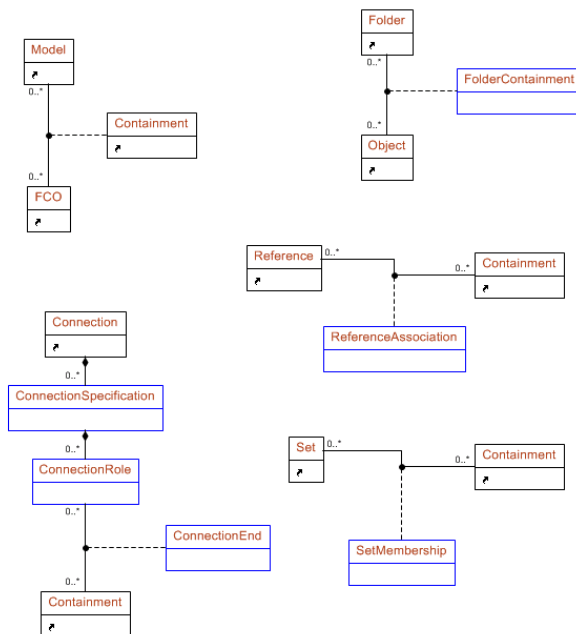 Model
0..*
Containment
0..*
FCO
Folder
0..*
FolderContainment
0..*
Object
Reference
0..*
0..*
Containment
ReferenceAssociation
Connection
0..*
ConnectionSpecification
0..*
ConnectionRole
0..*
ConnectionEnd
0..*
Containment
Set
0..*
0..*
Containment
SetMembership